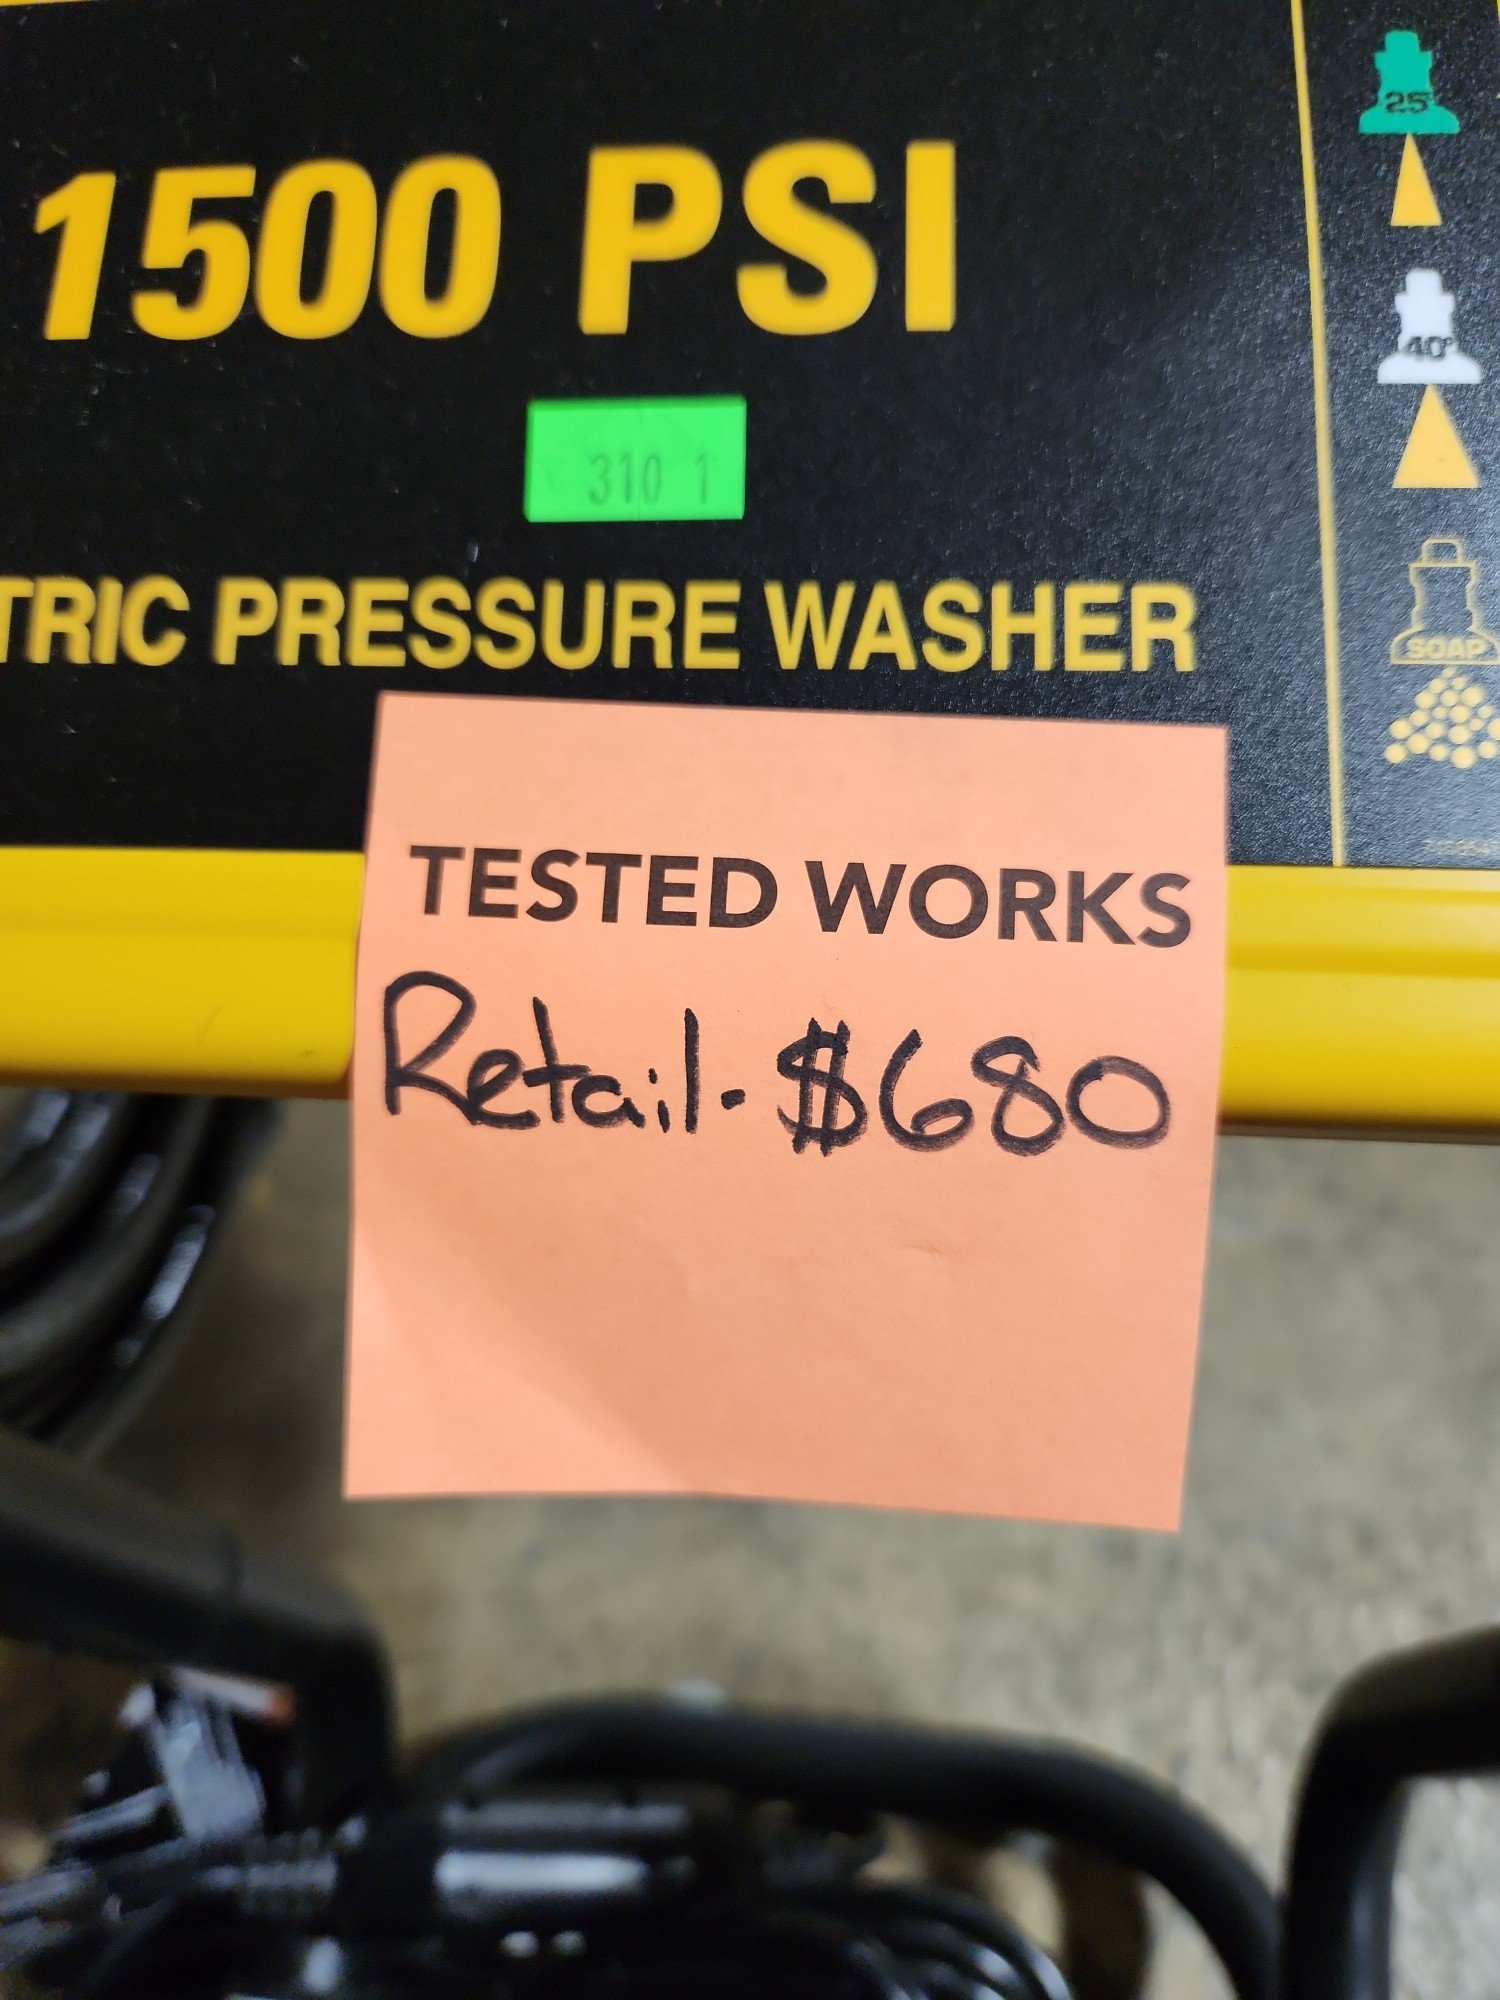 25°
1500 PSI
40°
310 1
TRIC PRESSURE WASHER
SOAP
TESTED WORKS
Retail. $680